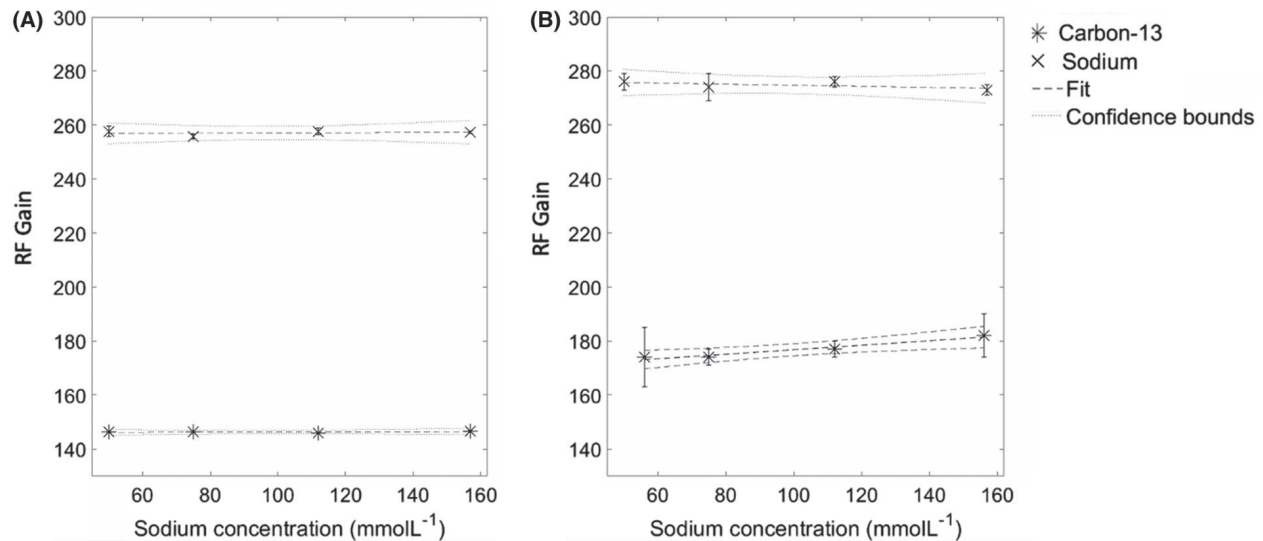 (A)
300
280
260
240
220
200
180
160
140
RF Gain
60 80 100 120 140 160
Sodium concentration (mmolL⁻¹)
(B)
300
280
260
240
220
200
180
160
140
RF Gain
60 80 100 120 140 160
Sodium concentration (mmolL⁻¹)
Carbon-13
Sodium
Fit
Confidence bounds